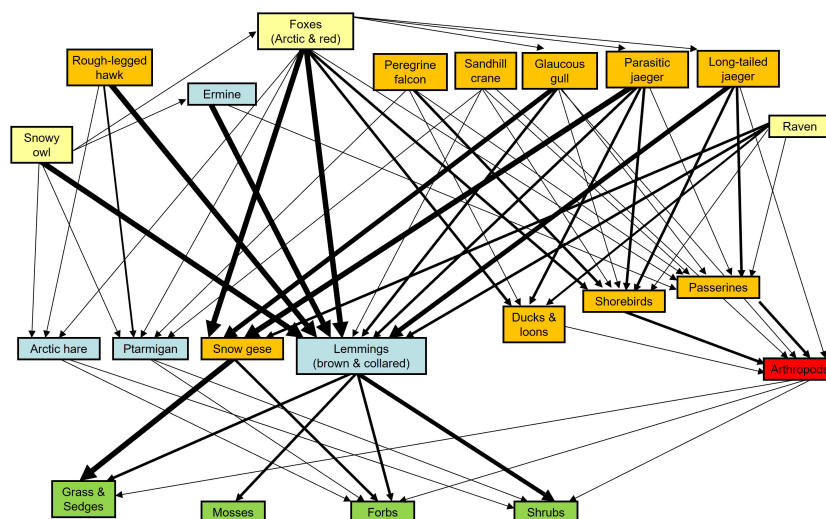 Foxes
(Arctic & red)
Rough-legged
hawk
Peregrine
falcon
Sandhill
crane
Glaucous
gull
Parasitic
jaeger
Long-tailed
jaeger
Ermine
Snowy
owl
Raven
Passerines
Shorebirds
Ducks &
loons
Arctic hare
Ptarmigan
Snow gese
Lemmings
(brown & collared)
Arthropods
Grass &
Sedges
Mosses
Forbs
Shrubs